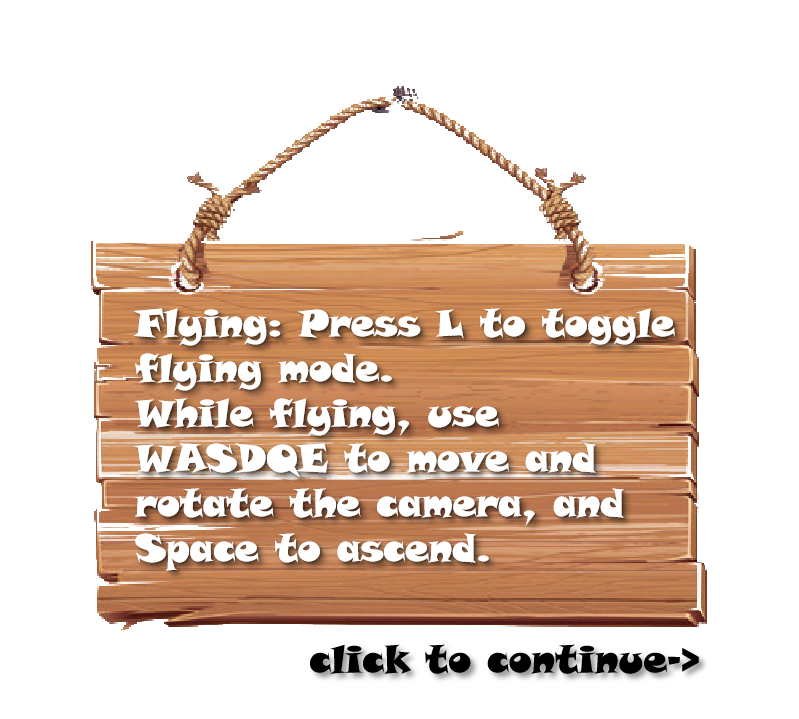 Flying: Press L to toggle
flying mode.
While flying, use
WASDQE to move and
rotate the camera, and
Space to ascend.
click to continue->